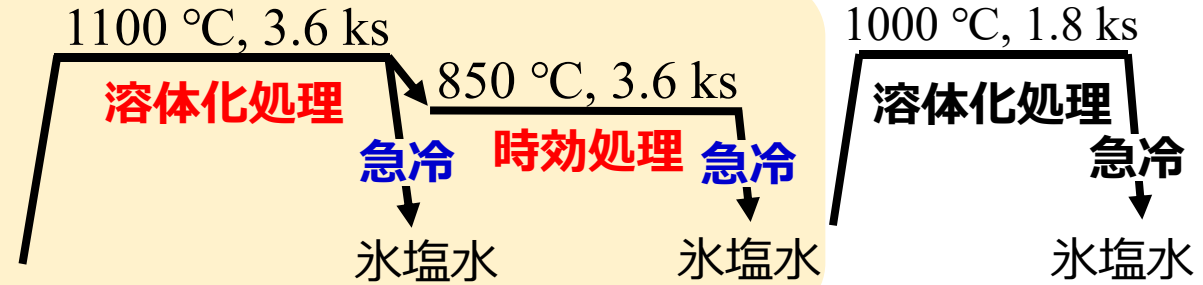 1100 ℃, 3.6 ks
溶体化処理
急冷
氷塩水
850 ℃, 3.6 ks
時効処理
急冷
氷塩水
1000 ℃, 1.8 ks
溶体化処理
急冷
氷塩水